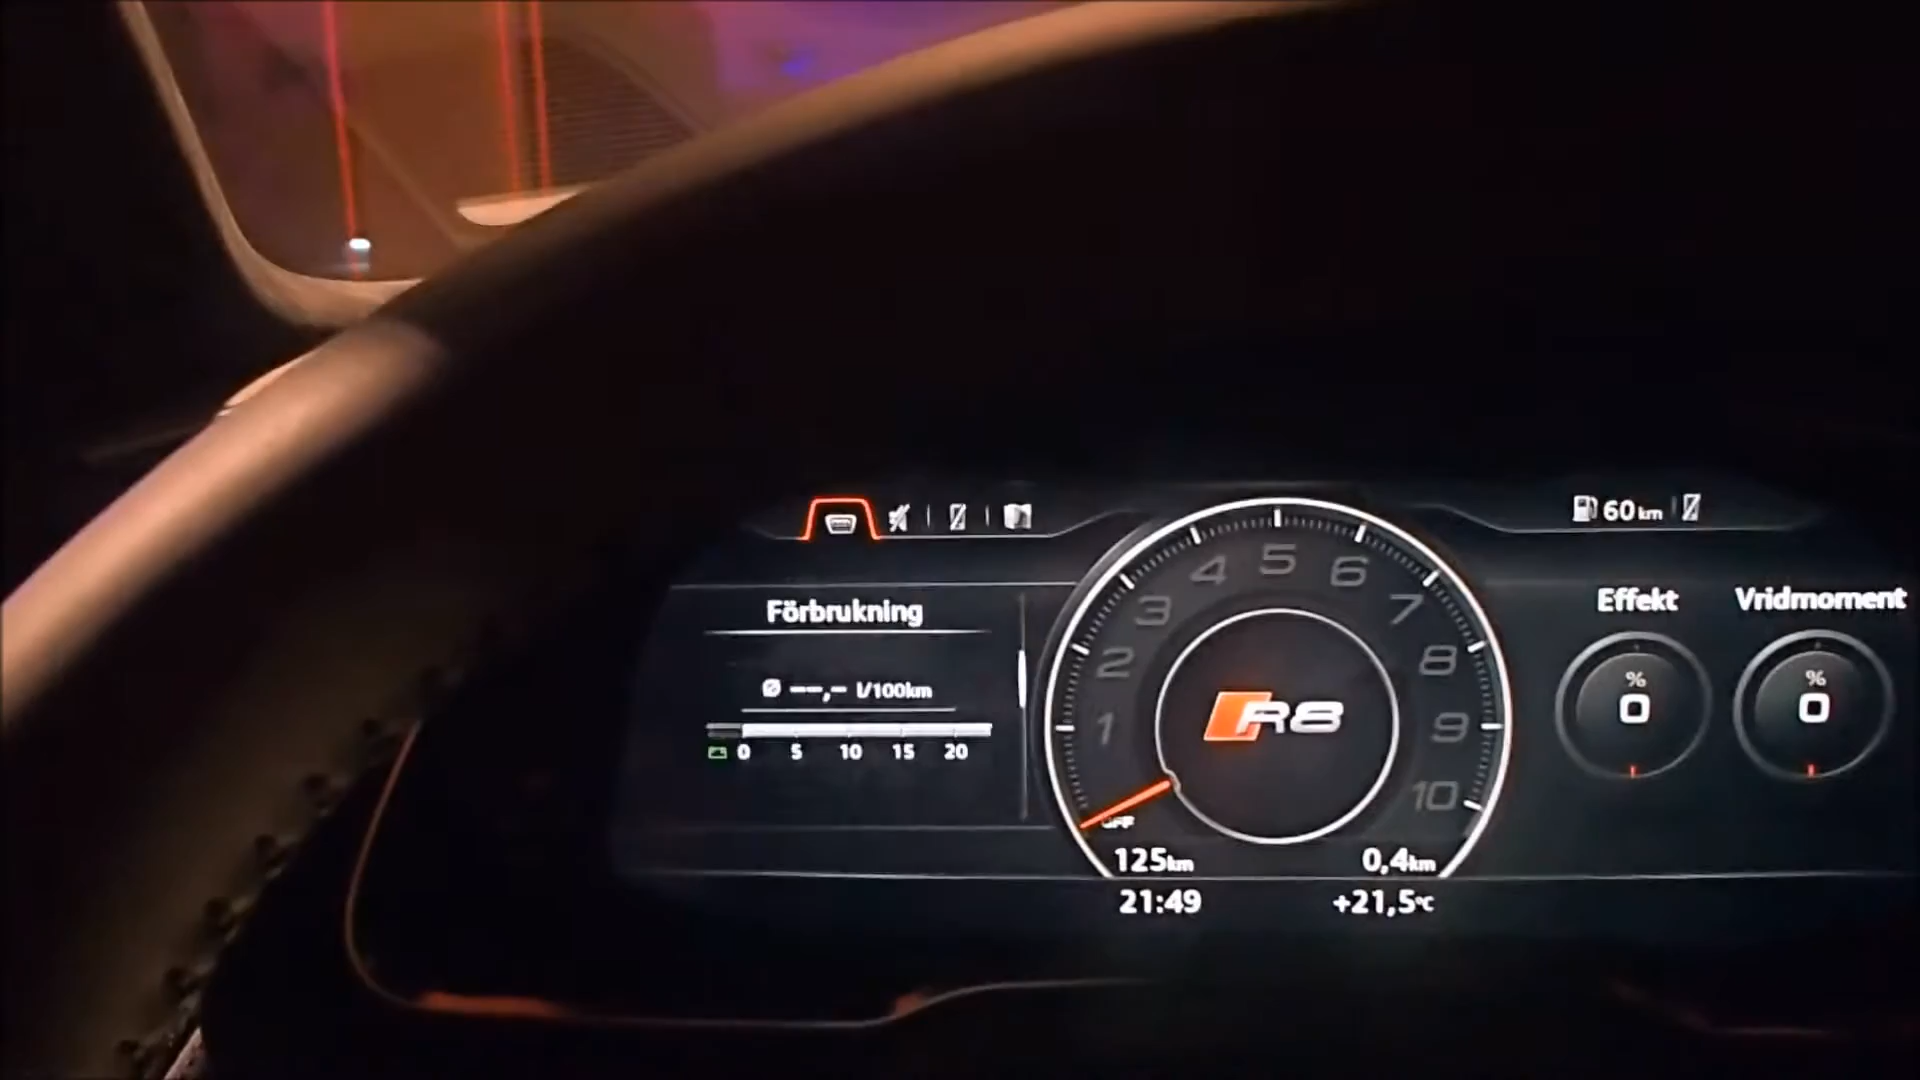 60 km
Förbrukning
Ø --,- l/100km
0 5 10 15 20
1 2 3 4 5 6 7 8 9 10
R8
OFF
125km
0,4km
21:49
+21,5°C
Effekt
%
0
Vridmoment
%
0